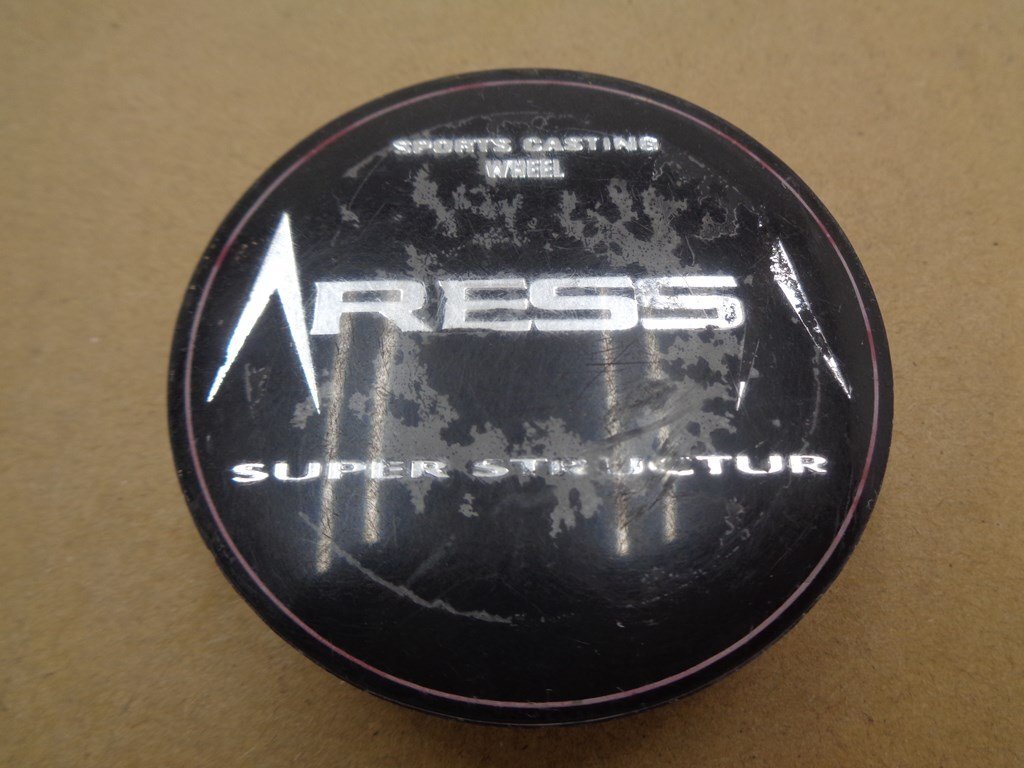 SPORTS CASTING
WHEEL
ARESS
SUPER STRUCTUR